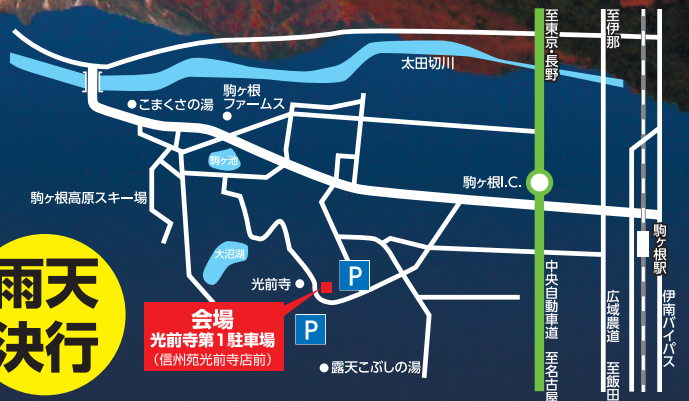 至東京・長野
至伊那
太田切川
こまくさの湯
駒ヶ根
ファームス
駒ヶ池
駒ヶ根I.C.
駒ヶ根高原スキー場
駒ヶ根駅
大沼湖
光前寺
P
雨天
決行
会場
光前寺第1駐車場
(信州苑光前寺店前)
P
露天こぶしの湯
中央自動車道 至名古屋
広域農道 至飯田
伊南バイパス